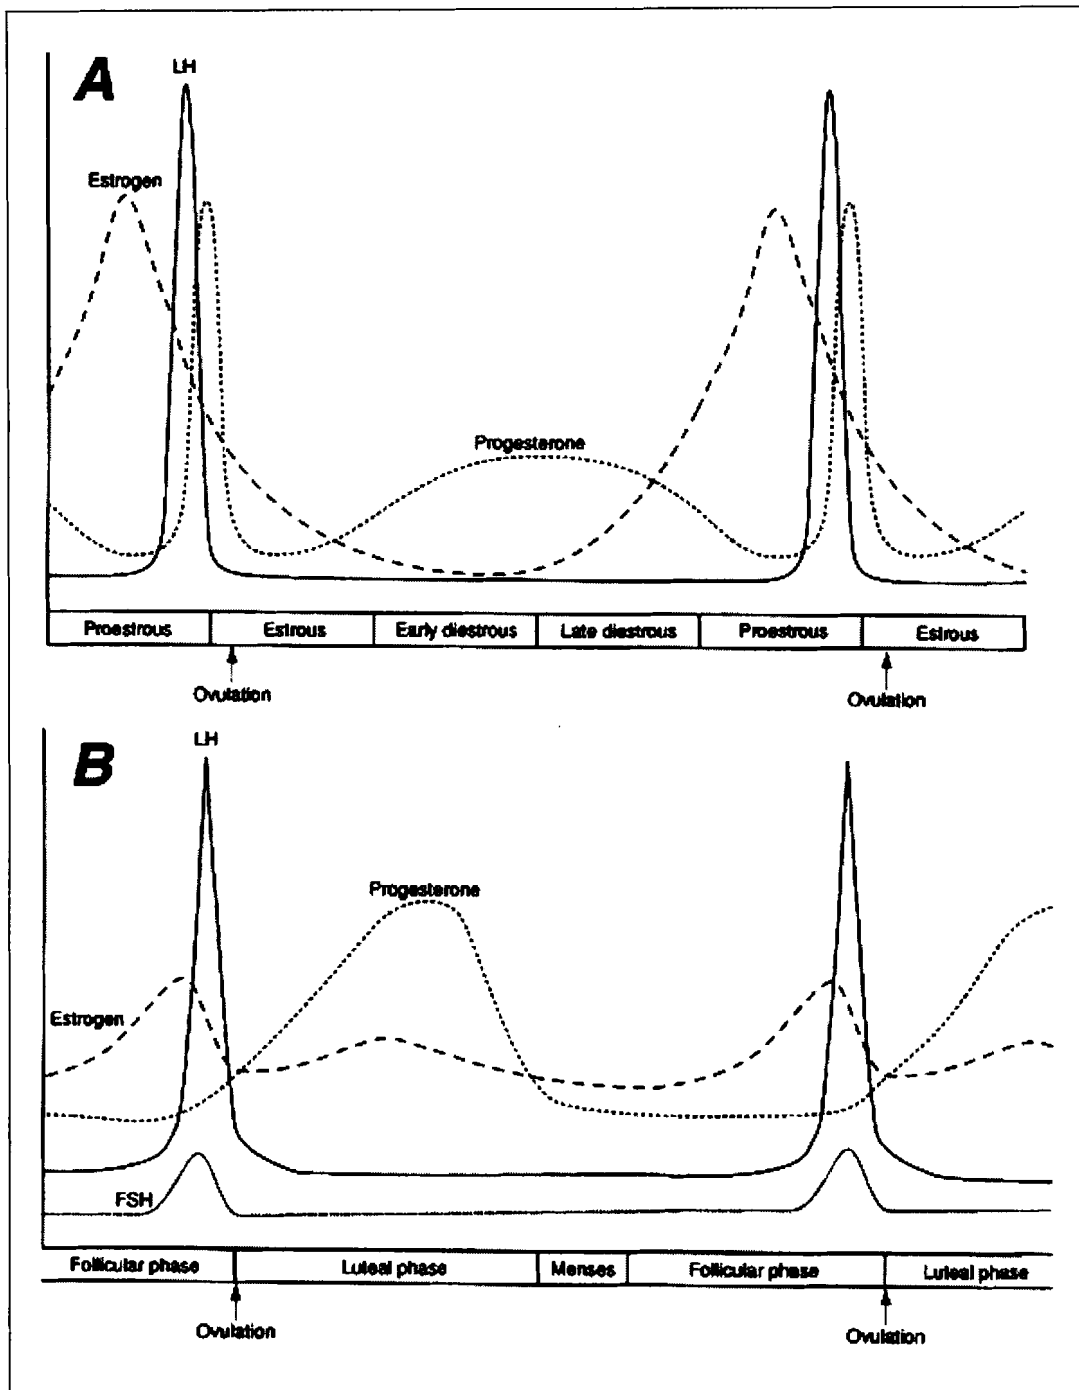 A
LH
Estrogen
Progesterone
Proestrous Estrous Early diestrous Late diestrous Proestrous Estrous
Ovulation Ovulation
B
LH
Progesterone
Estrogen
FSH
Follicular phase Luteal phase Menses Follicular phase Luteal phase
Ovulation Ovulation